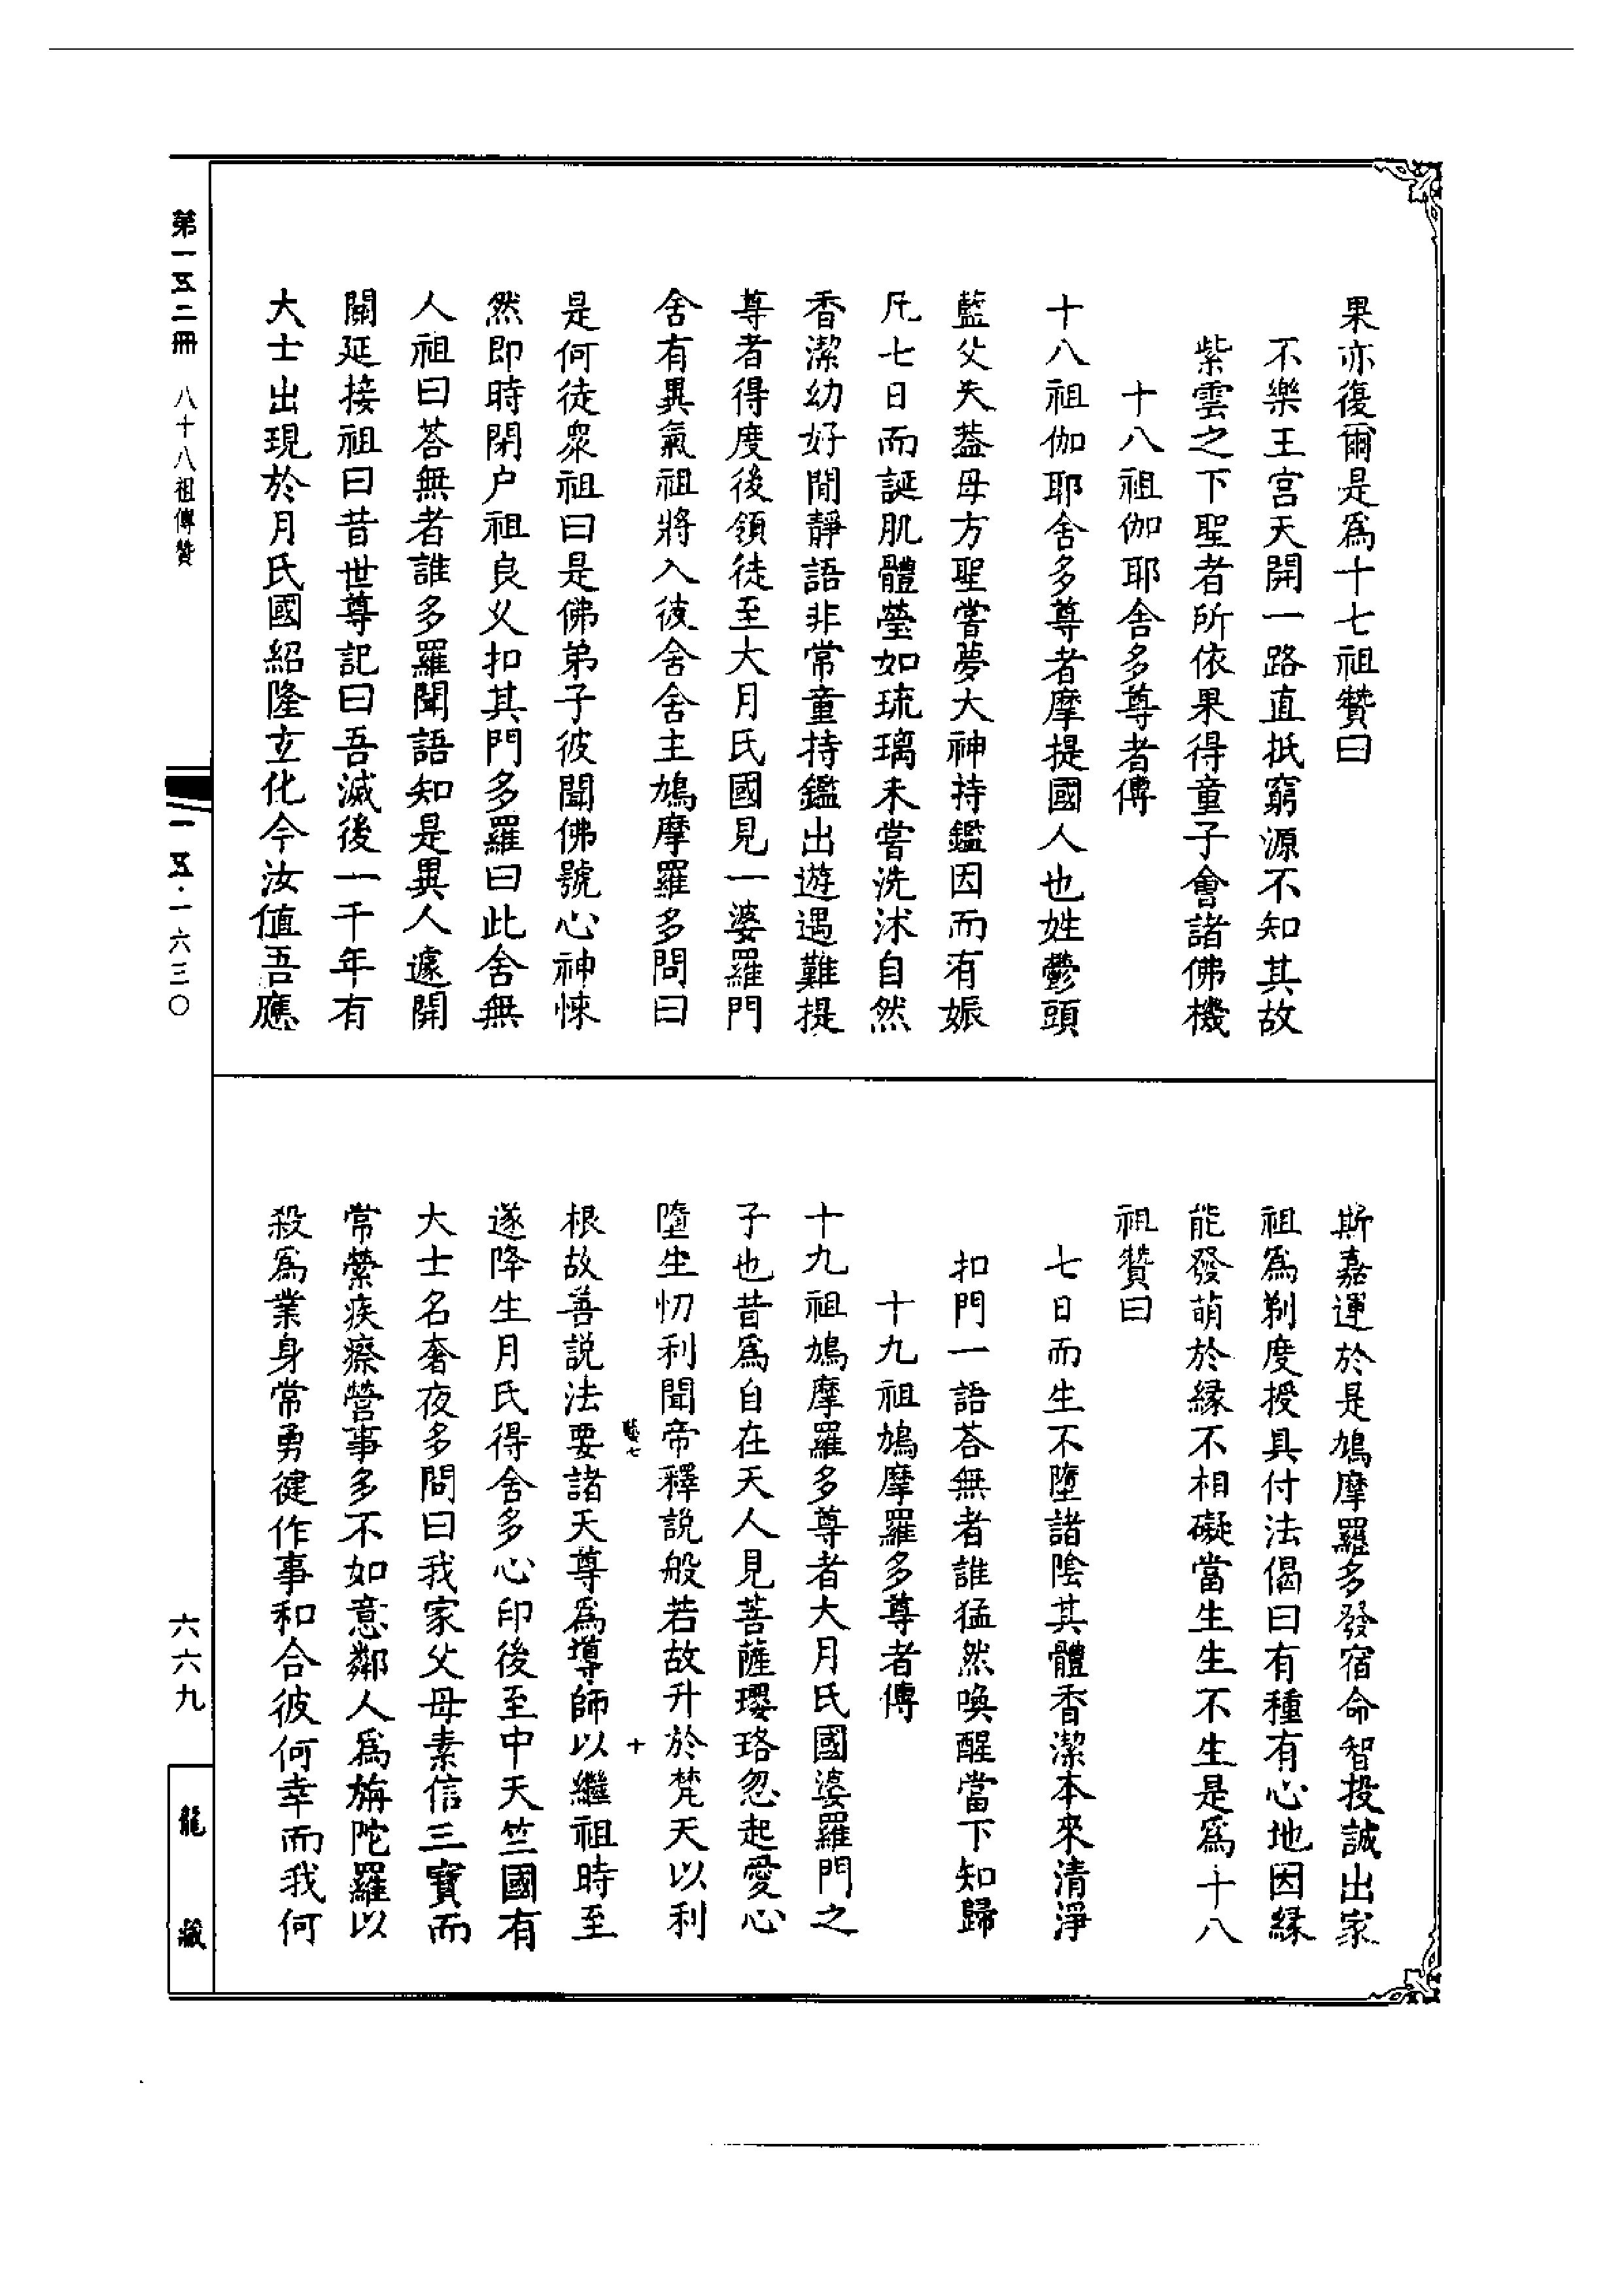 果亦復爾是爲十七祖贊曰
不樂王宫天開一路直抵窮源不知其故
紫雲之下聖者所依果得童子會諸佛機
十八祖伽耶舍多尊者傳
十八祖伽耶舍多尊者摩提國人也姓鬱頭
藍父天葢母方聖嘗夢大神持鑑因而有娠
凡七日而誕肌體瑩如琉璃未嘗洗沐自然
香潔幼好閒靜語非常童持鑑出遊遇難提
尊者得度後領徒至大月氏國見一婆羅門
舍有異氣祖將入彼舍舍主鳩摩羅多問曰
是何徒衆祖曰是佛弟子彼聞佛號心神悚
然即時閉户祖良乆扣其門多羅曰此舍無
人祖曰荅無者誰多羅聞語知是異人遽開
關延接祖曰昔世尊記曰吾滅後一千年有
大士出現於月氏國紹隆玄化今汝值吾應
斯嘉運於是鳩摩羅多發宿命智投誠出家
祖爲剃度授具付法偈曰有種有心地因緣
能發萌於緣不相礙當生生不生是爲十八
祖贊曰
七日而生不墮諸陰其體香潔本來清淨
扣門一語荅無者誰猛然喚醒當下知歸
十九祖鳩摩羅多尊者傳
十九祖鳩摩羅多尊者大月氏國婆羅門之
子也昔爲自在天人見菩薩瓔珞忽起愛心
墮生忉利聞帝釋説般若故升於梵天以利
十
根故善説法要諸天尊爲導師以繼祖時至
遂降生月氏得舍多心印後至中天竺國有
大士名奢夜多問曰我家父母素信三寶而
常縈疾瘵營事多不如意鄰人爲旃陀羅以
殺爲業身常勇健作事和合彼何幸而我何
第一五二冊 八十八祖傳贊
一五·一六三〇
六六九
龍藏